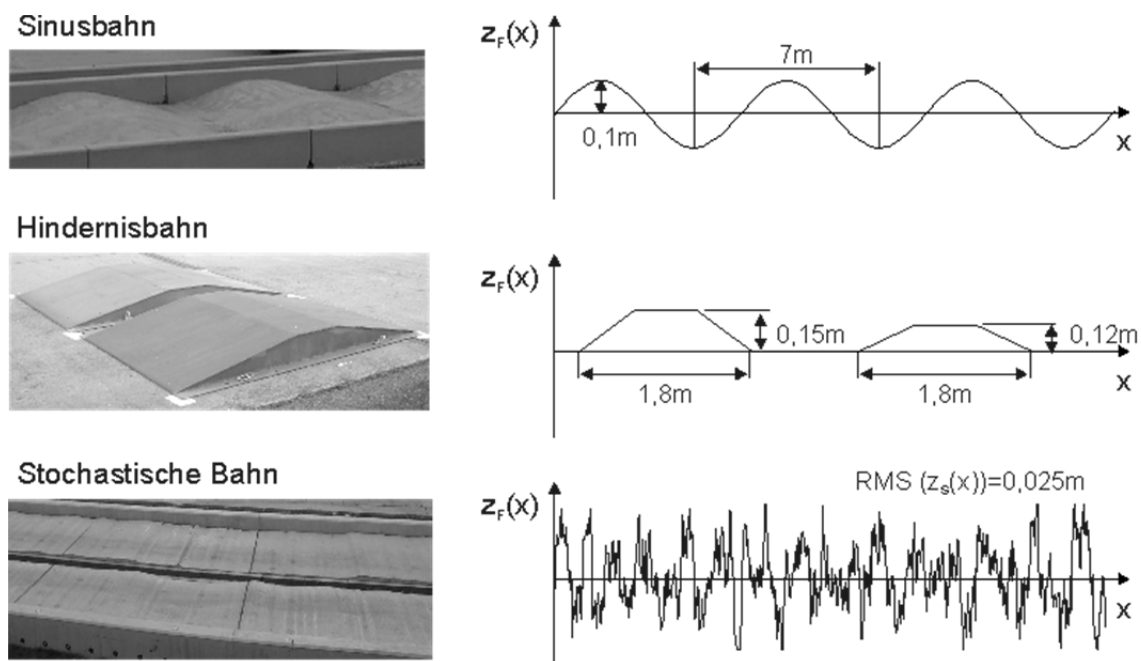 Sinusbahn
z_F(x)
7m
0,1m
x
Hindernisbahn
z_F(x)
0,15m
0,12m
x
1,8m
1,8m
Stochastische Bahn
RMS (z_s(x))=0,025m
z_F(x)
x